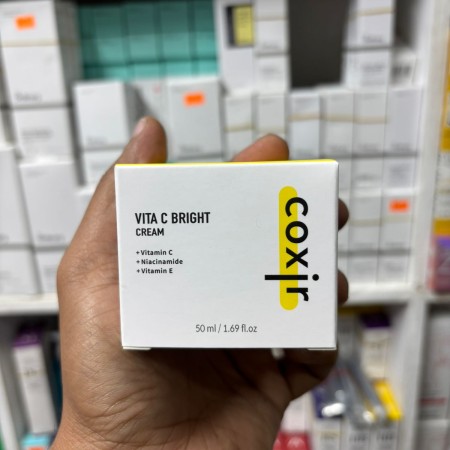 VITA C BRIGHT
CREAM
+ Vitamin C
+ Niacinamide
+ Vitamin E
coxir
50 ml / 1.69 fl.oz